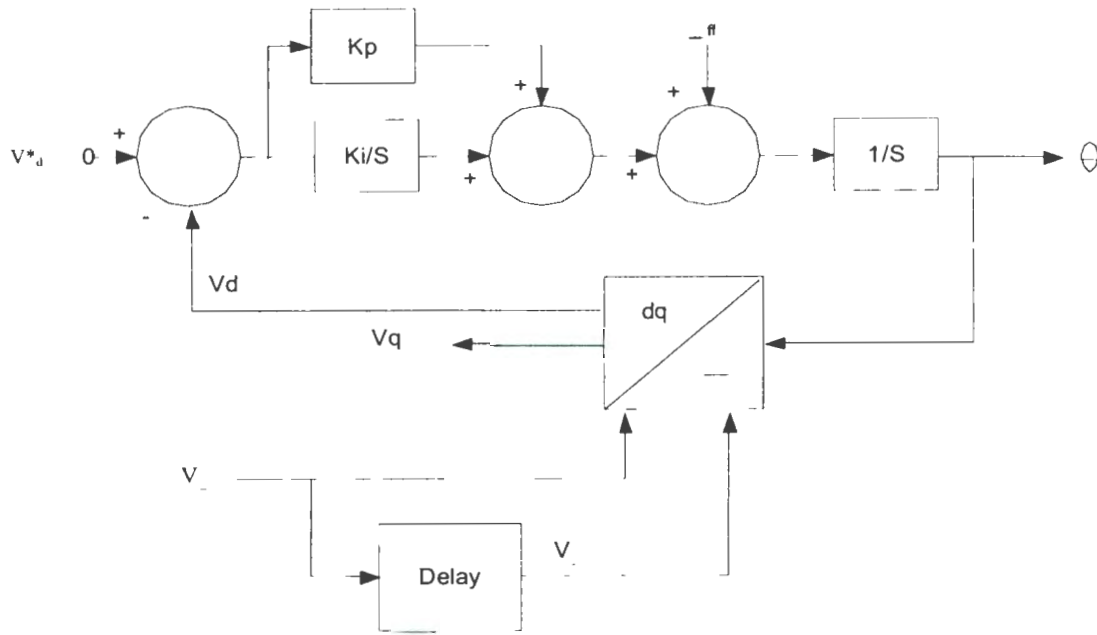 Kp
ff
+
+
+
V*d
0
Ki/S
1/S
θ
+
+
-
Vd
dq
Vq
V
V
Delay